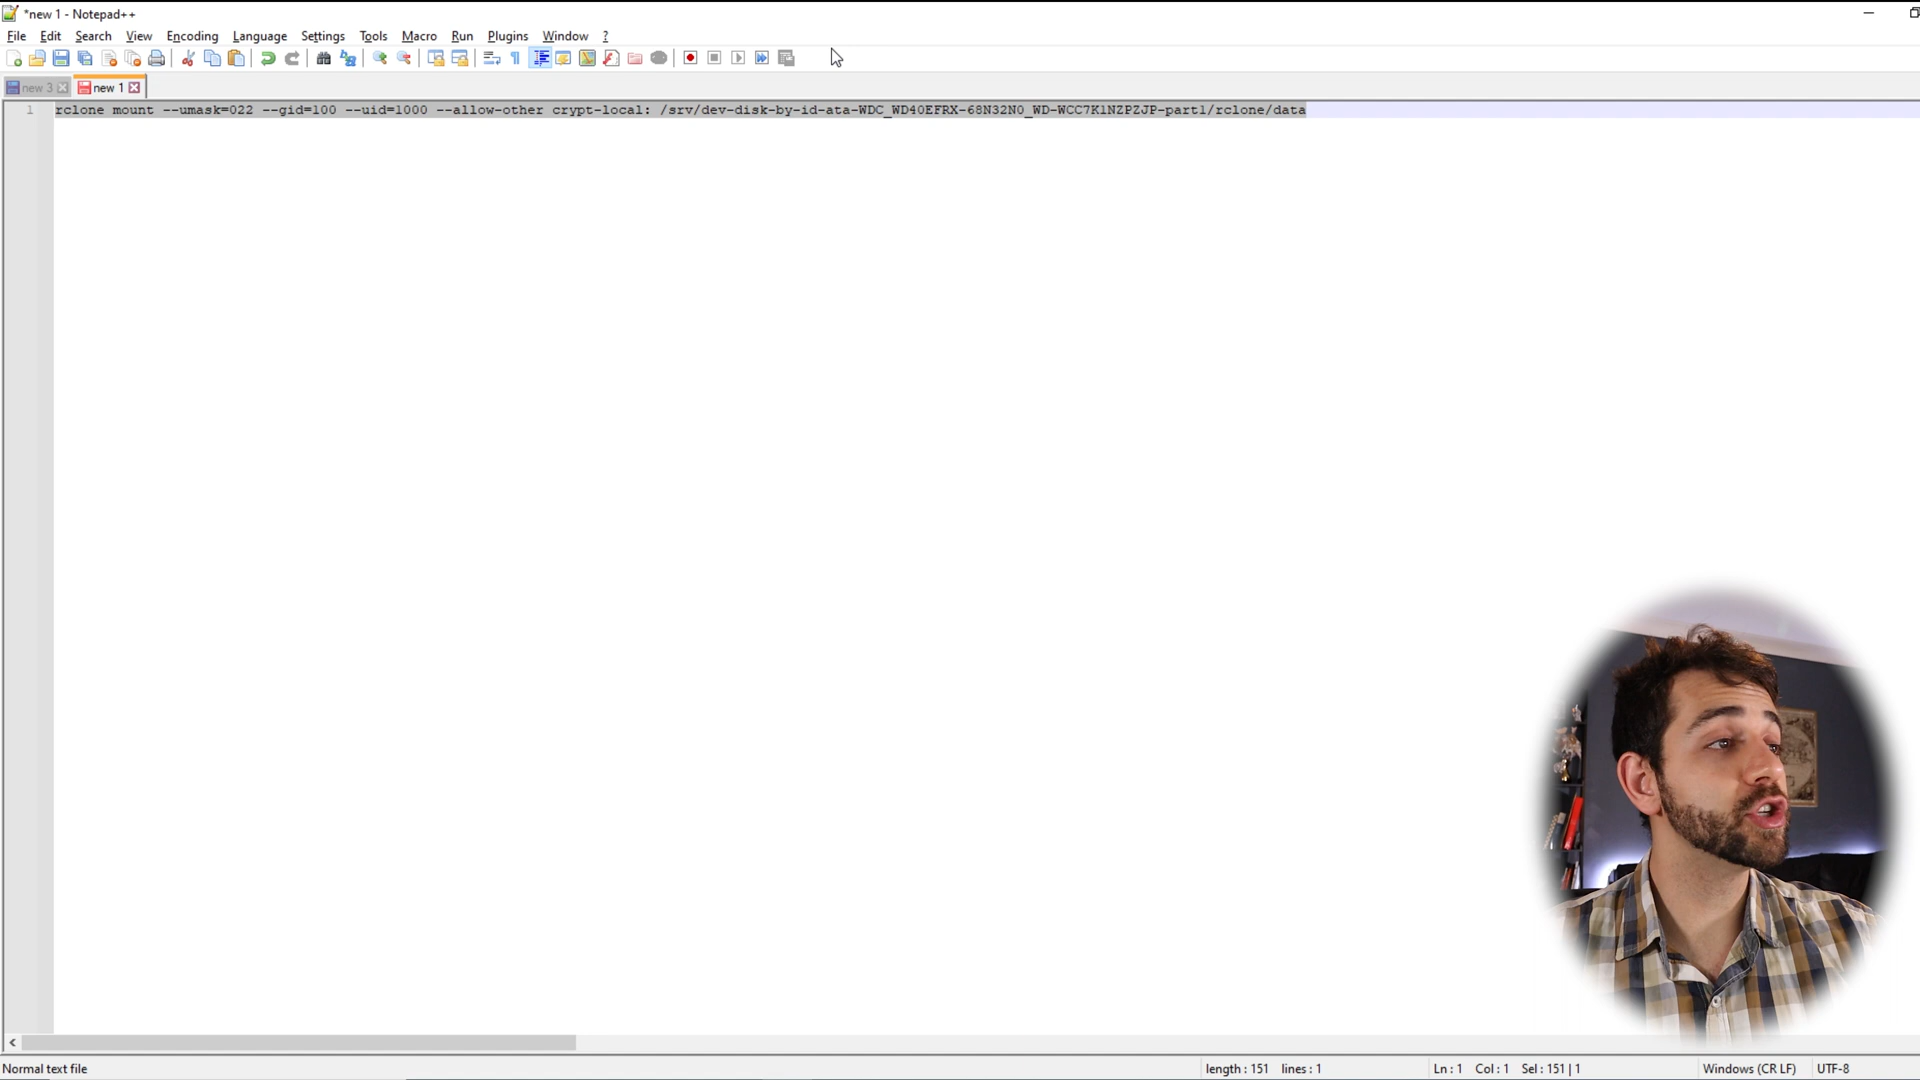 *new 1 - Notepad++
File Edit Search View Encoding Language Settings Tools Macro Run Plugins Window ?
new 3 new 1
1 rclone mount --umask=022 --gid=100 --uid=1000 --allow-other crypt-local: /srv/dev-disk-by-id-ata-WDC_WD40EFRX-68N32N0_WD-WCC7K1NZPZJP-part1/rclone/data
Normal text file length : 151 lines : 1 Ln : 1 Col : 1 Sel : 151 | 1 Windows (CR LF) UTF-8